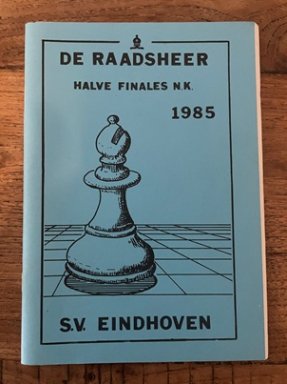 DE RAADSHEER
HALVE FINALES N.K.
1985
S.V. EINDHOVEN